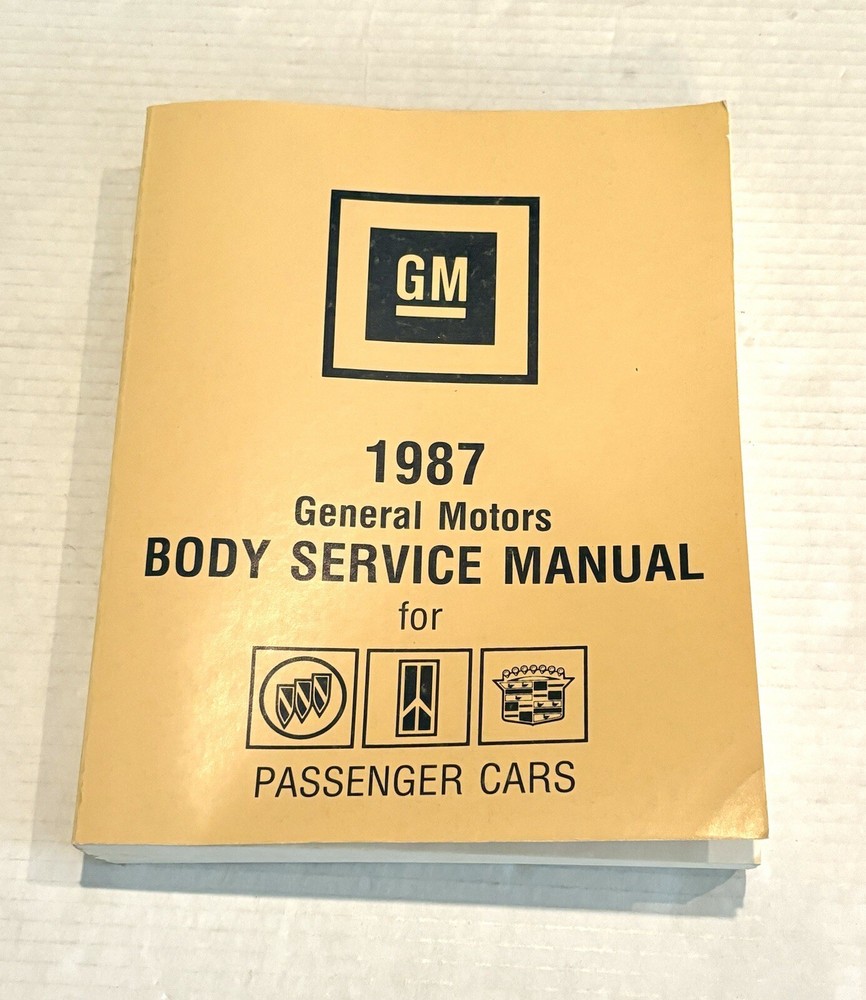 GM
1987
General Motors
BODY SERVICE MANUAL
for
PASSENGER CARS